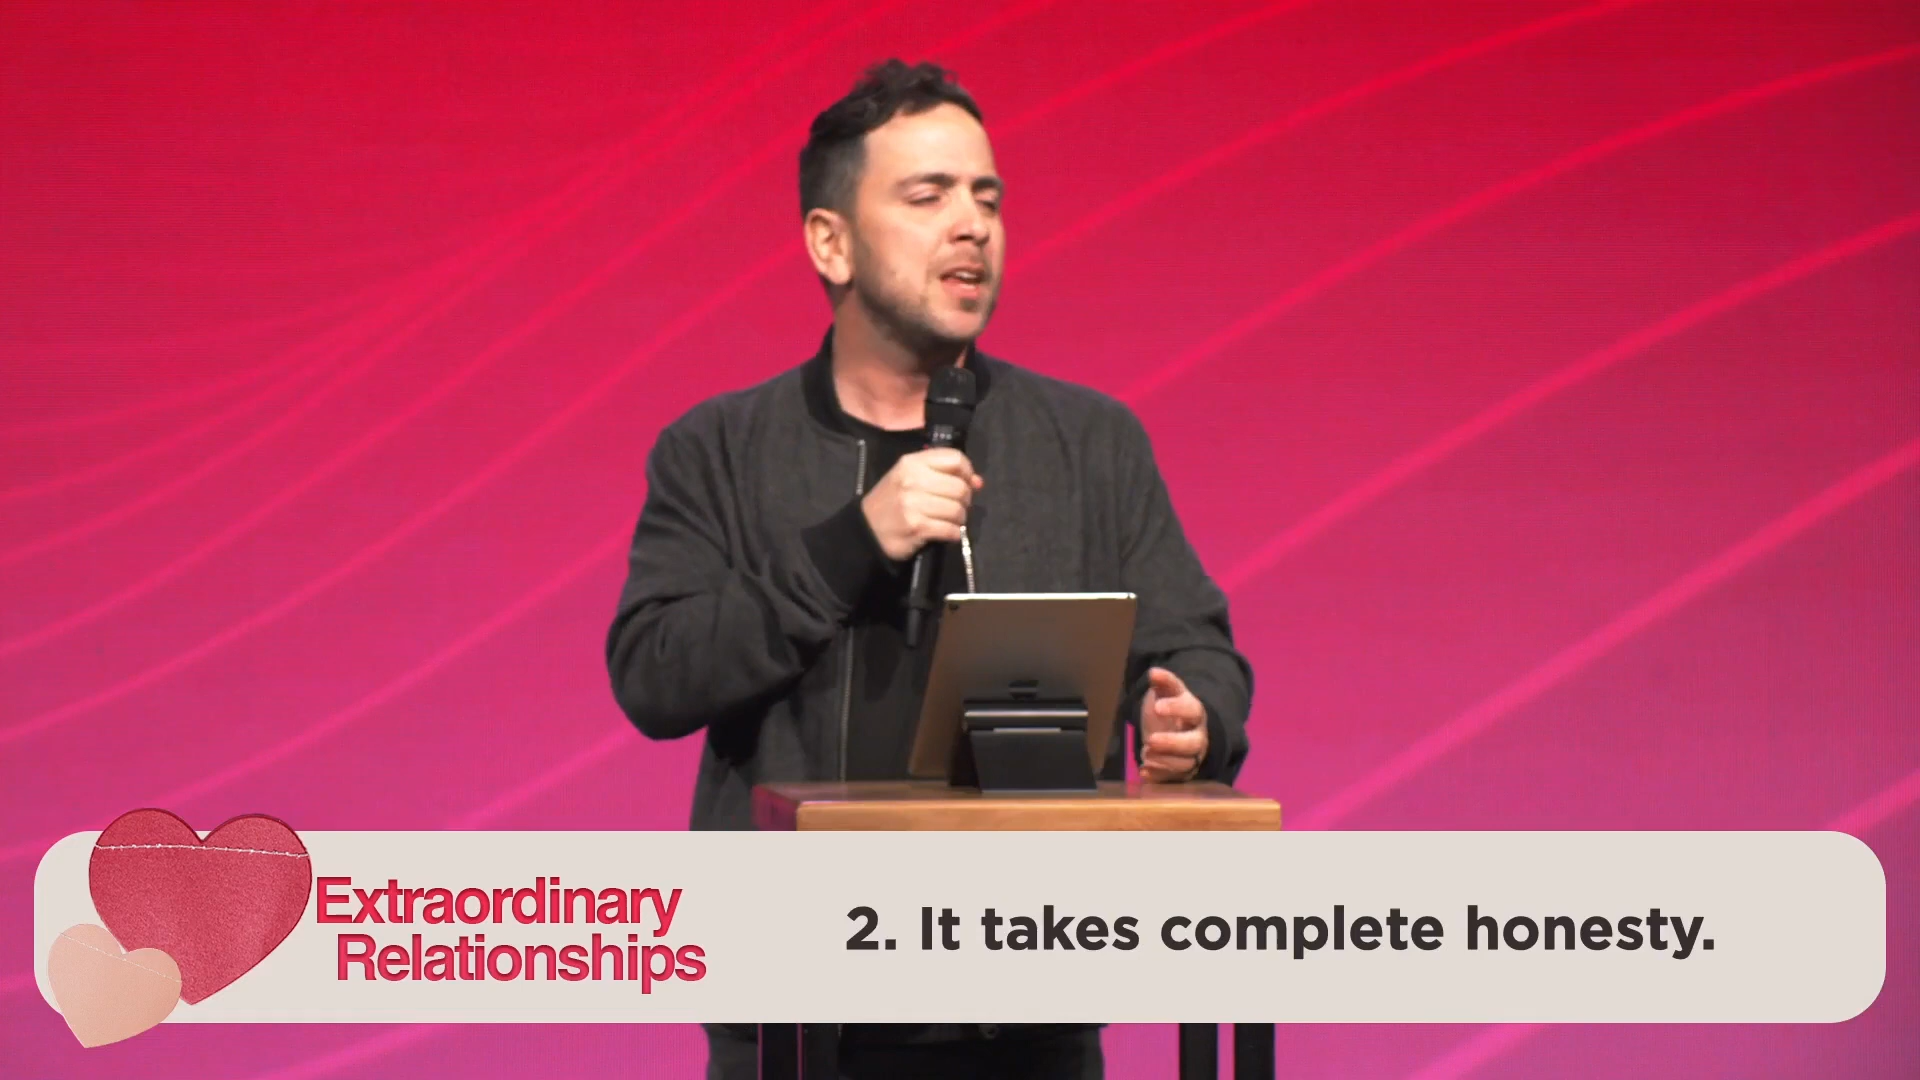 Extraordinary
Relationships
2. It takes complete honesty.